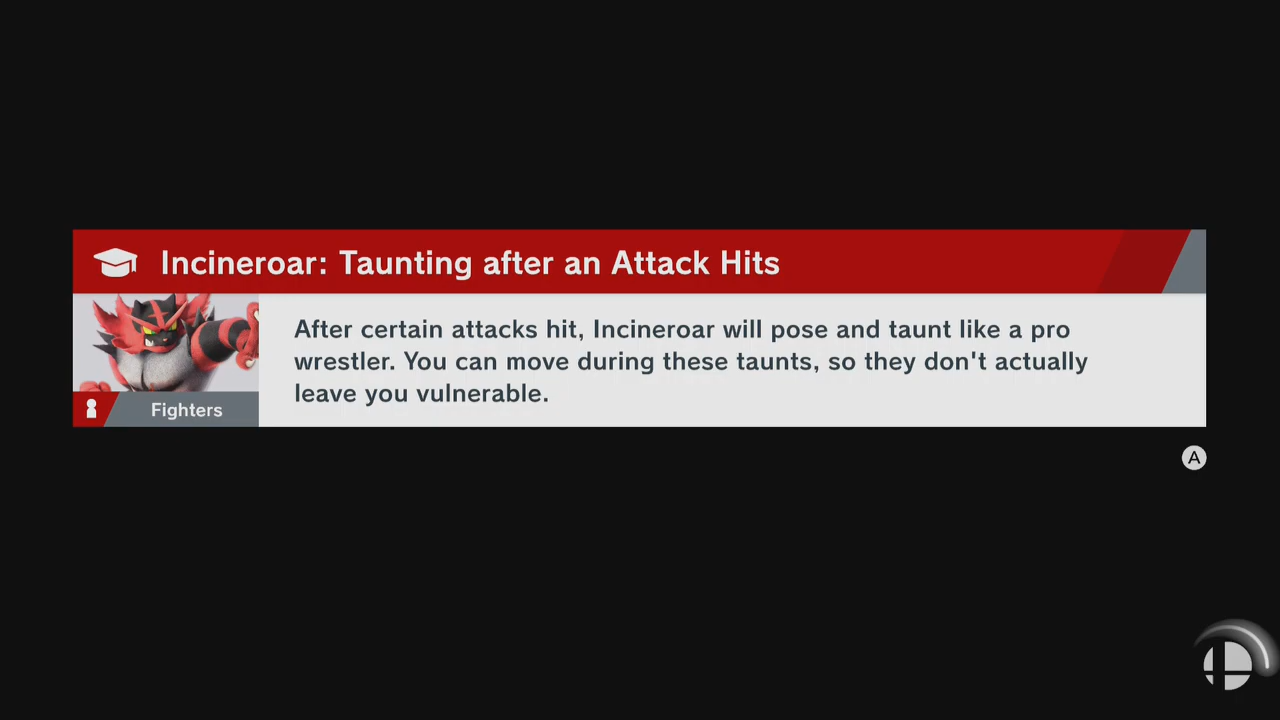 Incineroar: Taunting after an Attack Hits
After certain attacks hit, Incineroar will pose and taunt like a pro
wrestler. You can move during these taunts, so they don't actually
leave you vulnerable.
Fighters
A